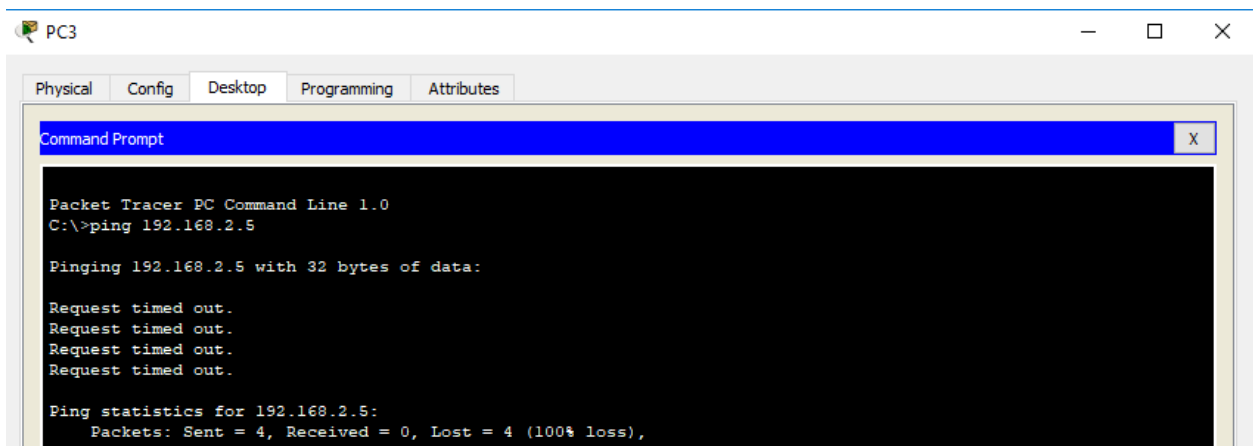 PC3
Physical Config Desktop Programming Attributes
Command Prompt X
Packet Tracer PC Command Line 1.0
C:\>ping 192.168.2.5
Pinging 192.168.2.5 with 32 bytes of data:
Request timed out.
Request timed out.
Request timed out.
Request timed out.
Ping statistics for 192.168.2.5:
Packets: Sent = 4, Received = 0, Lost = 4 (100% loss),